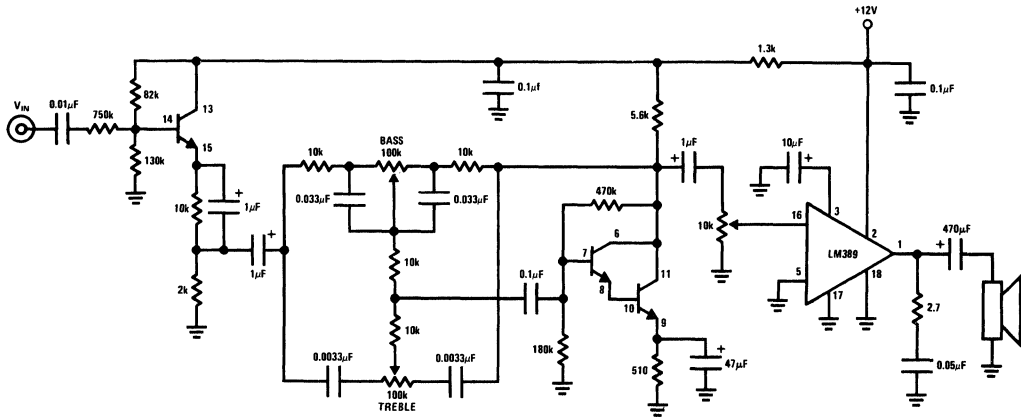 +12V
1.3k
V_IN
0.01µF
750k
82k
14
13
15
130k
0.1µf
5.6k
0.1µF
BASS
100k
10k
10k
0.033µF
0.033µF
10k
1µF
+
1µF
+
2k
10k
10k
0.0033µF
0.0033µF
100k
TREBLE
0.1µF
180k
470k
7
6
8
10
11
9
510
47µF
+
1µF
+
10k
10µF
+
16
3
2
LM389
1
5
17
18
470µF
+
2.7
0.05µF